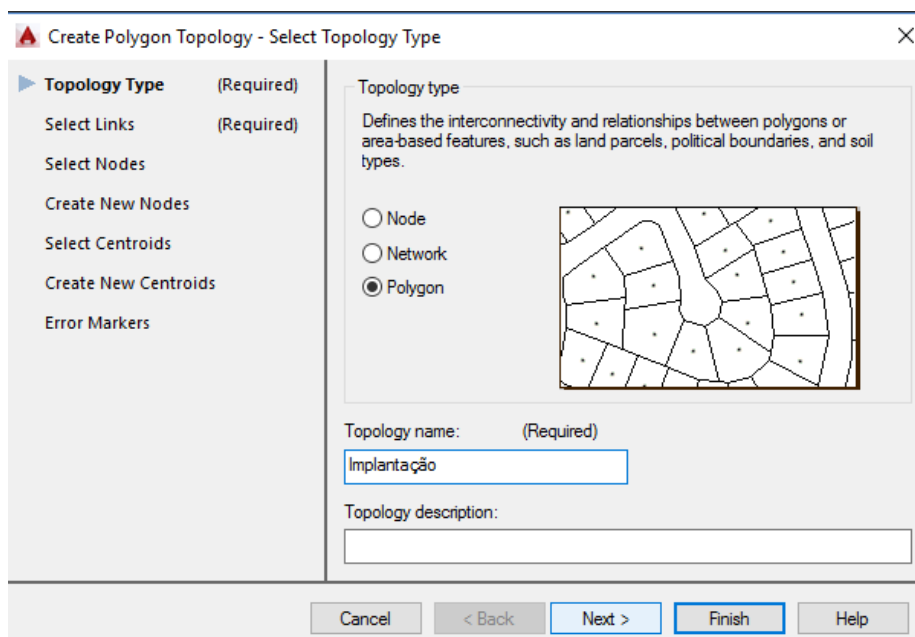 Create Polygon Topology - Select Topology Type
Topology Type (Required)
Select Links (Required)
Select Nodes
Create New Nodes
Select Centroids
Create New Centroids
Error Markers
Topology type
Defines the interconnectivity and relationships between polygons or
area-based features, such as land parcels, political boundaries, and soil
types.
Node
Network
Polygon
Topology name: (Required)
Implantação
Topology description:
Cancel < Back Next > Finish Help